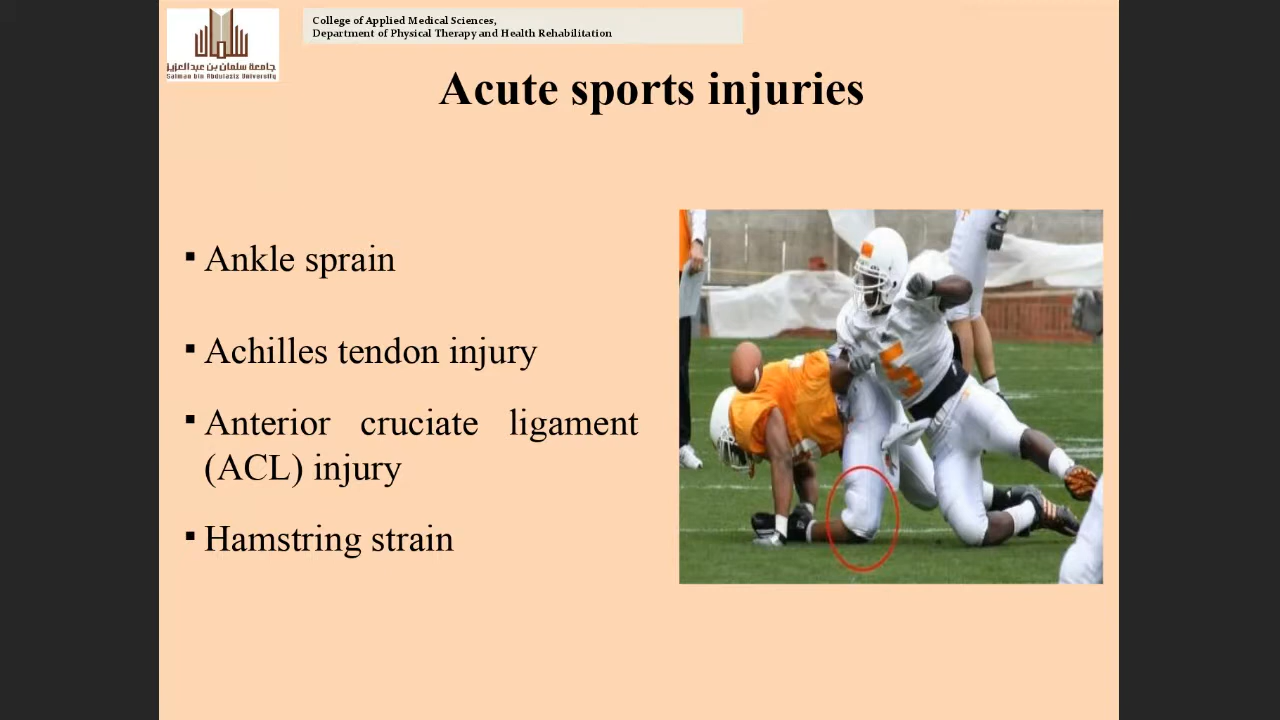 جامعة سلمان بن عبدالعزيز
Salman bin Abdulaziz University
College of Applied Medical Sciences,
Department of Physical Therapy and Health Rehabilitation
Acute sports injuries
▪ Ankle sprain
▪ Achilles tendon injury
▪ Anterior cruciate ligament
(ACL) injury
▪ Hamstring strain
5